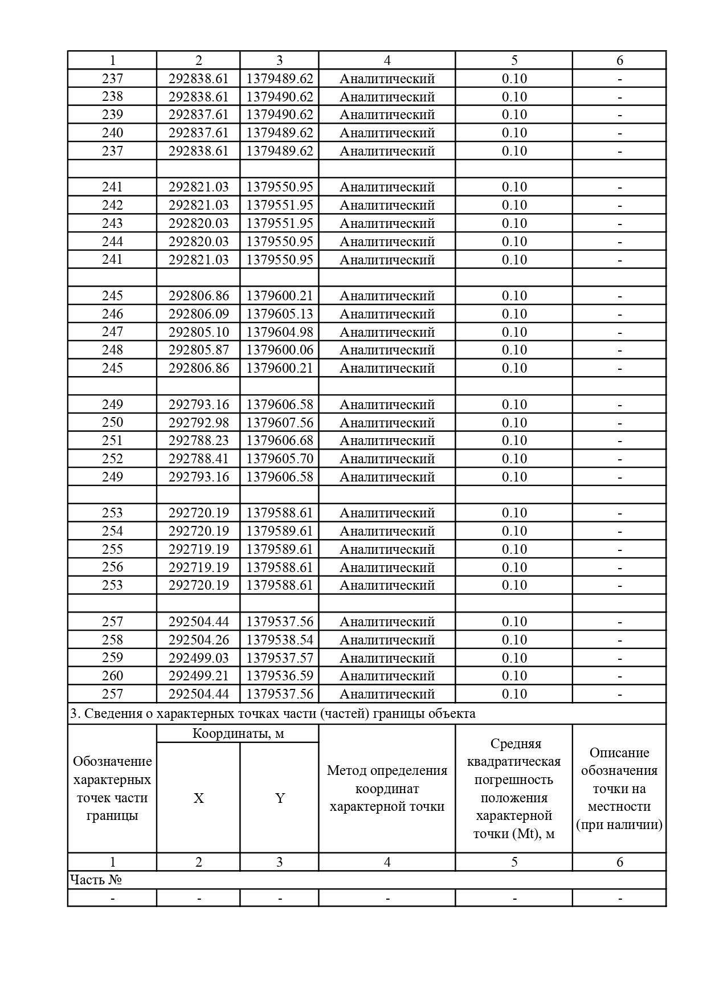 1 2 3 4 5 6
237 292838.61 1379489.62 Аналитический 0.10 -
238 292838.61 1379490.62 Аналитический 0.10 -
239 292837.61 1379490.62 Аналитический 0.10 -
240 292837.61 1379489.62 Аналитический 0.10 -
237 292838.61 1379489.62 Аналитический 0.10 -
241 292821.03 1379550.95 Аналитический 0.10 -
242 292821.03 1379551.95 Аналитический 0.10 -
243 292820.03 1379551.95 Аналитический 0.10 -
244 292820.03 1379550.95 Аналитический 0.10 -
241 292821.03 1379550.95 Аналитический 0.10 -
245 292806.86 1379600.21 Аналитический 0.10 -
246 292806.09 1379605.13 Аналитический 0.10 -
247 292805.10 1379604.98 Аналитический 0.10 -
248 292805.87 1379600.06 Аналитический 0.10 -
245 292806.86 1379600.21 Аналитический 0.10 -
249 292793.16 1379606.58 Аналитический 0.10 -
250 292792.98 1379607.56 Аналитический 0.10 -
251 292788.23 1379606.68 Аналитический 0.10 -
252 292788.41 1379605.70 Аналитический 0.10 -
249 292793.16 1379606.58 Аналитический 0.10 -
253 292720.19 1379588.61 Аналитический 0.10 -
254 292720.19 1379589.61 Аналитический 0.10 -
255 292719.19 1379589.61 Аналитический 0.10 -
256 292719.19 1379588.61 Аналитический 0.10 -
253 292720.19 1379588.61 Аналитический 0.10 -
257 292504.44 1379537.56 Аналитический 0.10 -
258 292504.26 1379538.54 Аналитический 0.10 -
259 292499.03 1379537.57 Аналитический 0.10 -
260 292499.21 1379536.59 Аналитический 0.10 -
257 292504.44 1379537.56 Аналитический 0.10 -
3. Сведения о характерных точках части (частей) границы объекта
Обозначение
характерных
точек части
границы
Координаты, м
X
Y
Метод определения
координат
характерной точки
Средняя
квадратическая
погрешность
положения
характерной
точки (Mt), м
Описание
обозначения
точки на
местности
(при наличии)
1 2 3 4 5 6
Часть №
- - - - - -